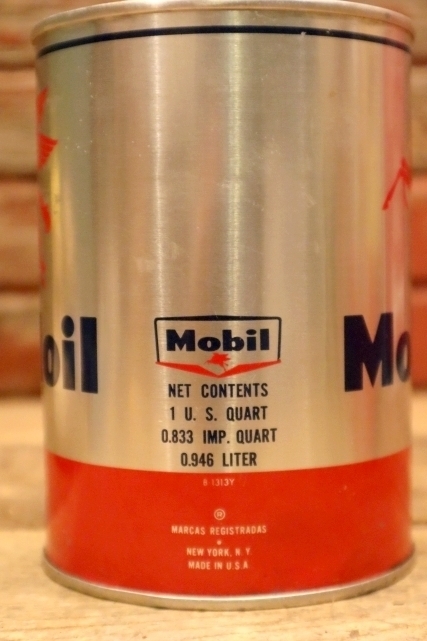 oil
Mo
Mobil
NET CONTENTS
1 U. S. QUART
0.833 IMP. QUART
0.946 LITER
®
MARCAS REGISTRADAS
NEW YORK, N. Y.
MADE IN U.S.A.